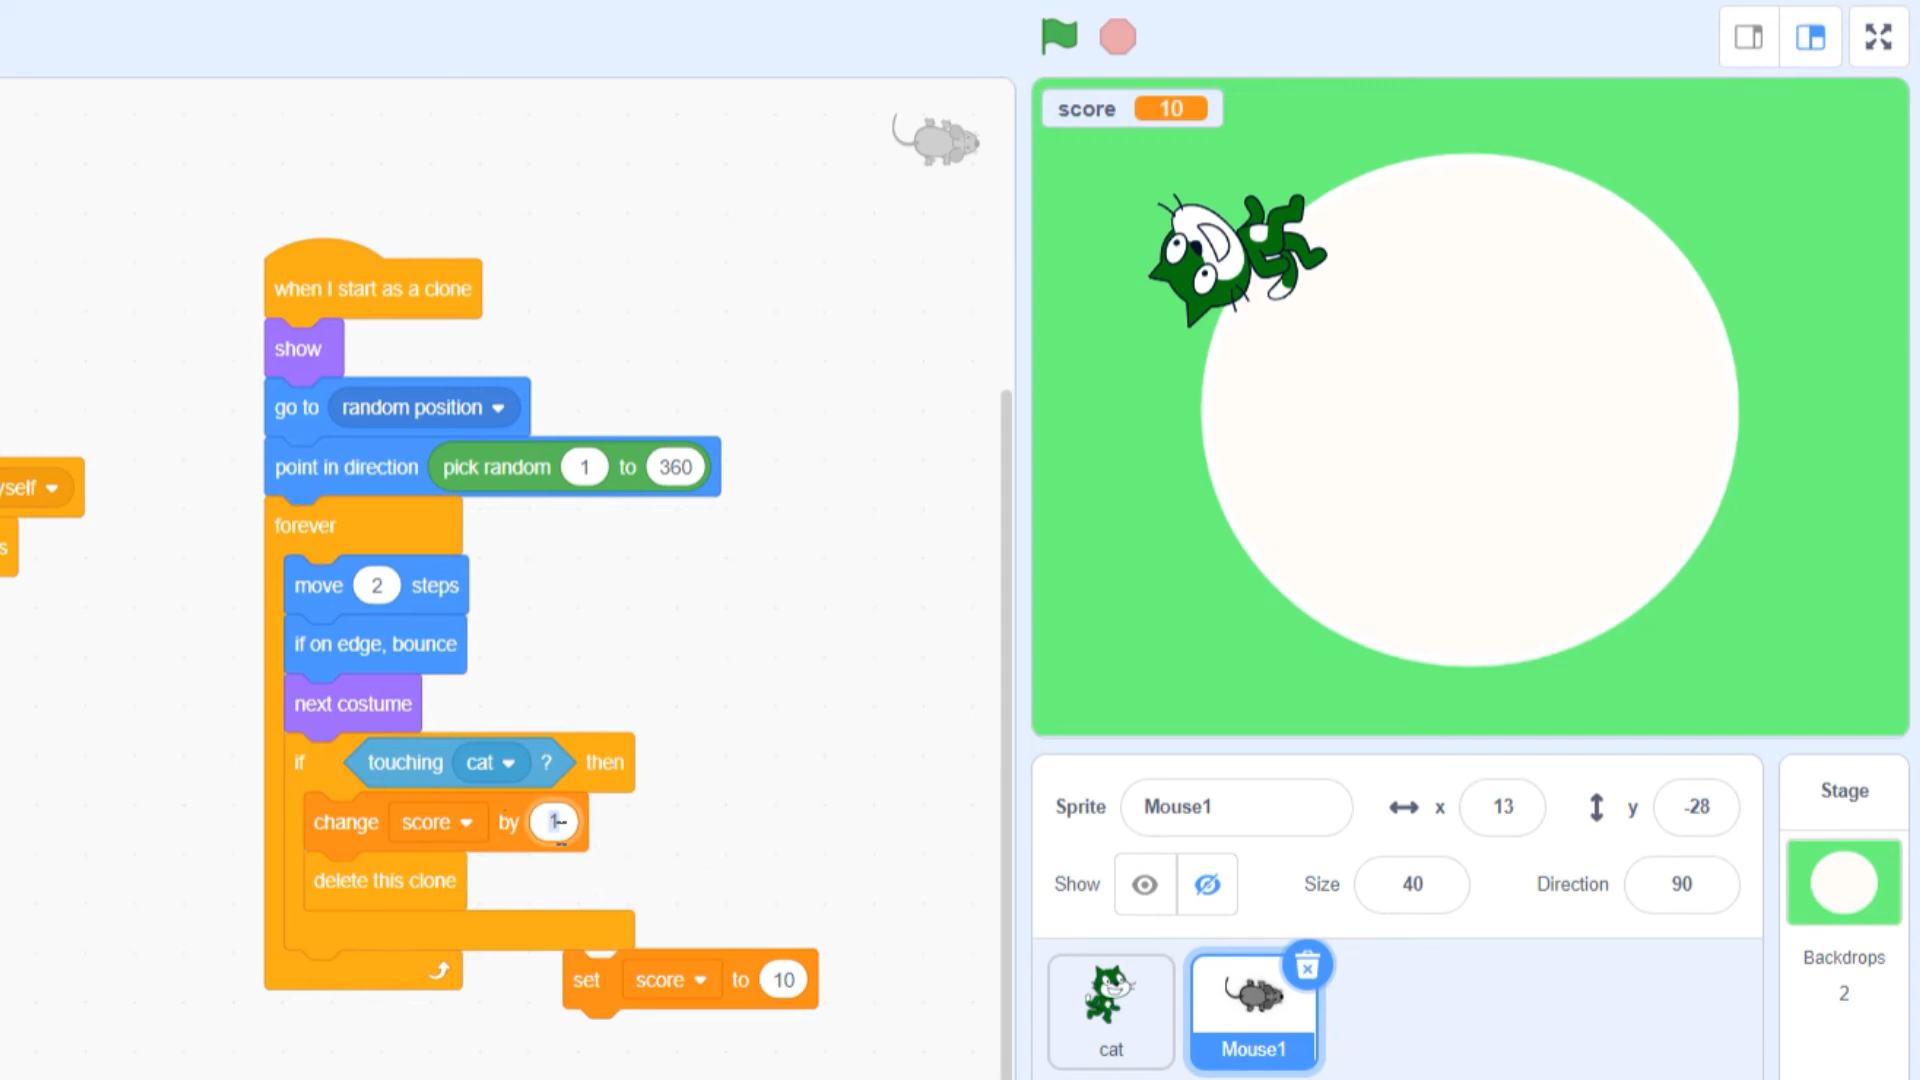 score 10
when I start as a clone
show
go to random position
point in direction pick random 1 to 360
yself
forever
s
move 2 steps
if on edge, bounce
next costume
if touching cat ? then
change score by 1
delete this clone
set score to 10
Sprite Mouse1 x 13 y -28
Show Size 40 Direction 90
cat
Mouse1
Stage
Backdrops
2